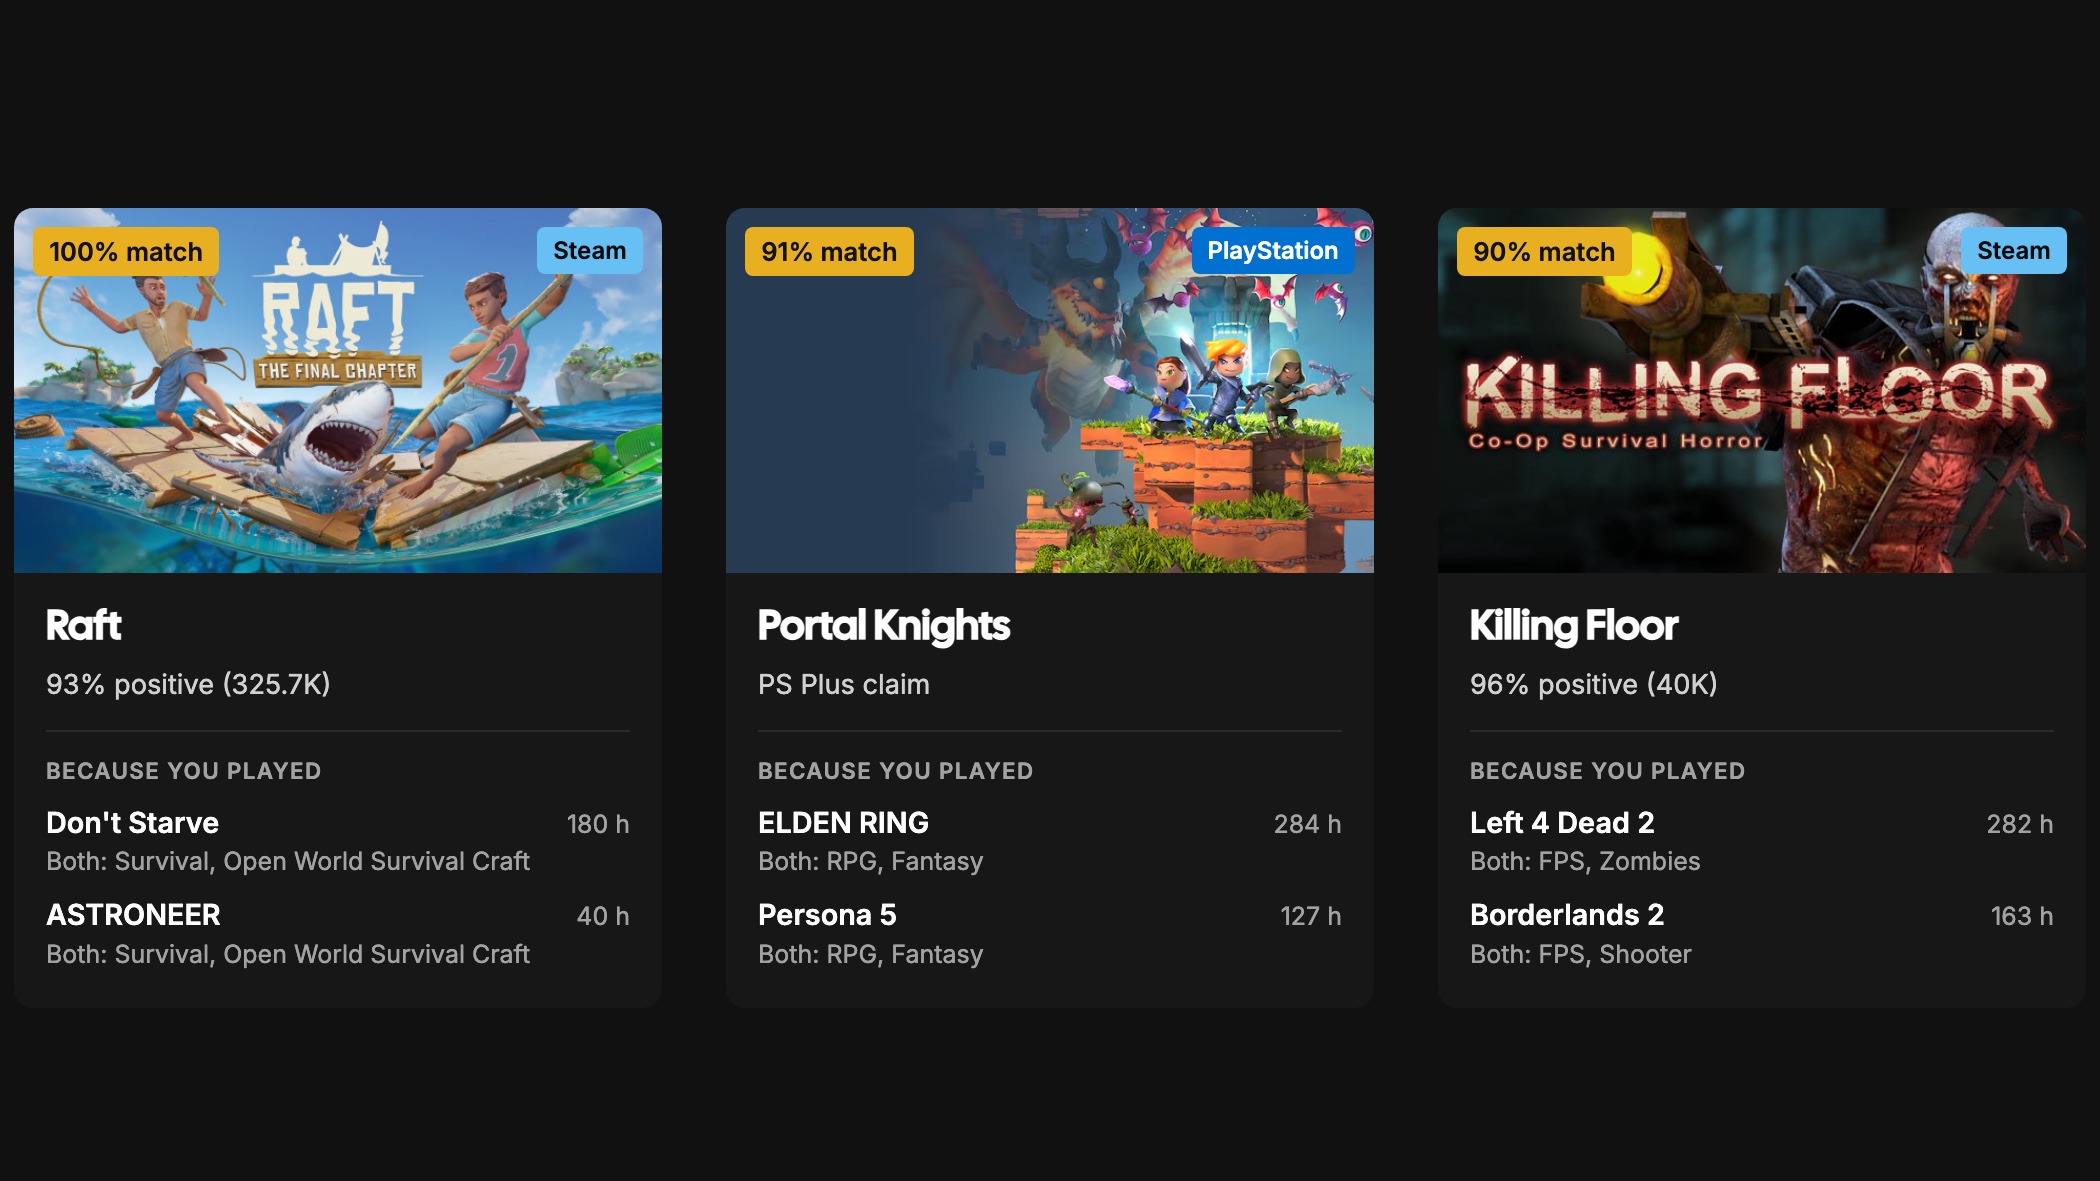 100% match
Steam
RAFT
THE FINAL CHAPTER
1
Raft
93% positive (325.7K)
BECAUSE YOU PLAYED
Don't Starve
180 h
Both: Survival, Open World Survival Craft
ASTRONEER
40 h
Both: Survival, Open World Survival Craft
91% match
PlayStation
Portal Knights
PS Plus claim
BECAUSE YOU PLAYED
ELDEN RING
284 h
Both: RPG, Fantasy
Persona 5
127 h
Both: RPG, Fantasy
90% match
Steam
KILLING FLOOR
Co-Op Survival Horror
Killing Floor
96% positive (40K)
BECAUSE YOU PLAYED
Left 4 Dead 2
282 h
Both: FPS, Zombies
Borderlands 2
163 h
Both: FPS, Shooter